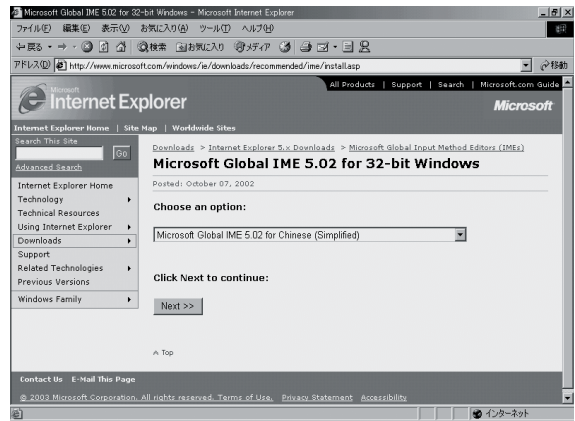 Microsoft Global IME 5.02 for 32-bit Windows - Microsoft Internet Explorer
ファイル(F) 編集(E) 表示(V) お気に入り(A) ツール(T) ヘルプ(H)
戻る 検索 お気に入り メディア
アドレス(D) http://www.microsoft.com/windows/ie/downloads/recommended/ime/install.asp 移動
All Products | Support | Search | Microsoft.com Guide
Microsoft
Internet Explorer
Microsoft
Internet Explorer Home | Site Map | Worldwide Sites
Search This Site
Go
Advanced Search
Internet Explorer Home
Technology
Technical Resources
Using Internet Explorer
Downloads
Support
Related Technologies
Previous Versions
Windows Family
Downloads > Internet Explorer 5.x Downloads > Microsoft Global Input Method Editors (IMEs)
Microsoft Global IME 5.02 for 32-bit Windows
Posted: October 07, 2002
Choose an option:
Microsoft Global IME 5.02 for Chinese (Simplified)
Click Next to continue:
Next >>
Top
Contact Us E-Mail This Page
© 2003 Microsoft Corporation. All rights reserved. Terms of Use. Privacy Statement Accessibility
インターネット